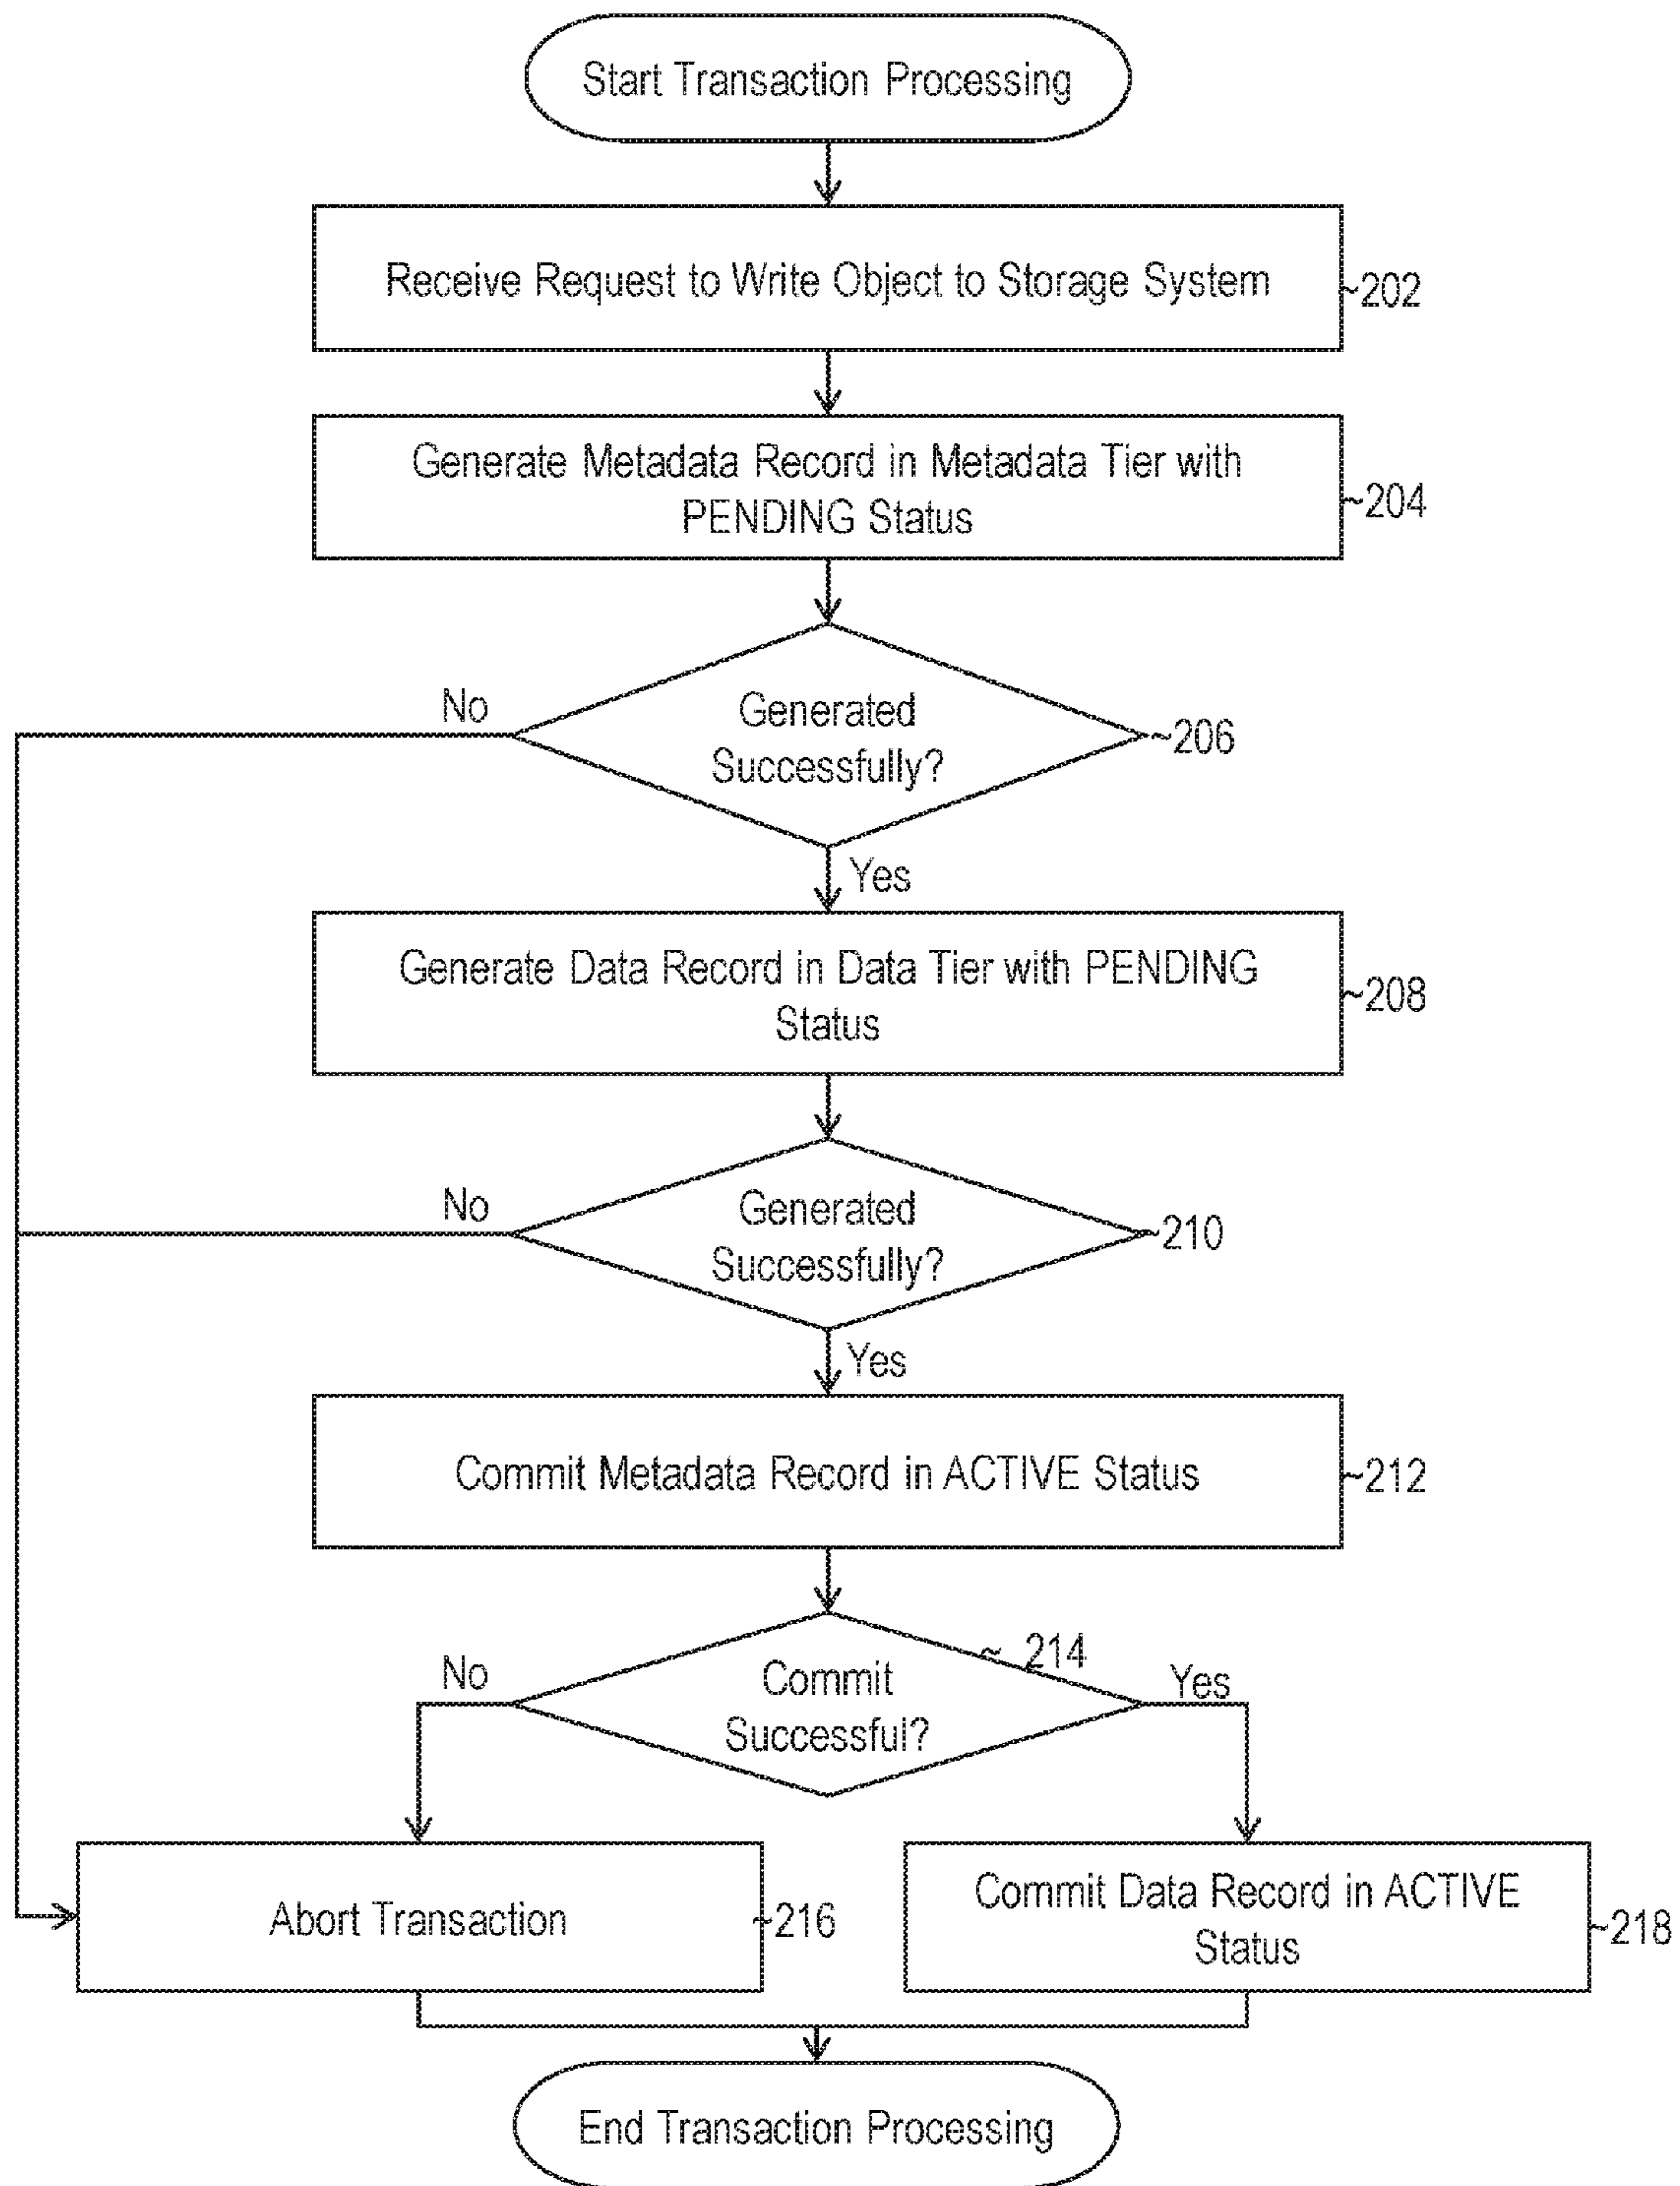 Start Transaction Processing
Receive Request to Write Object to Storage System
~202
Generate Metadata Record in Metadata Tier with
PENDING Status
~204
No
Generated
Successfully?
~206
Yes
Generate Data Record in Data Tier with PENDING
Status
~208
No
Generated
Successfully?
~210
Yes
Commit Metadata Record in ACTIVE Status
~212
No
Commit
Successful?
~ 214
Yes
Abort Transaction
~216
Commit Data Record in ACTIVE
Status
~218
End Transaction Processing